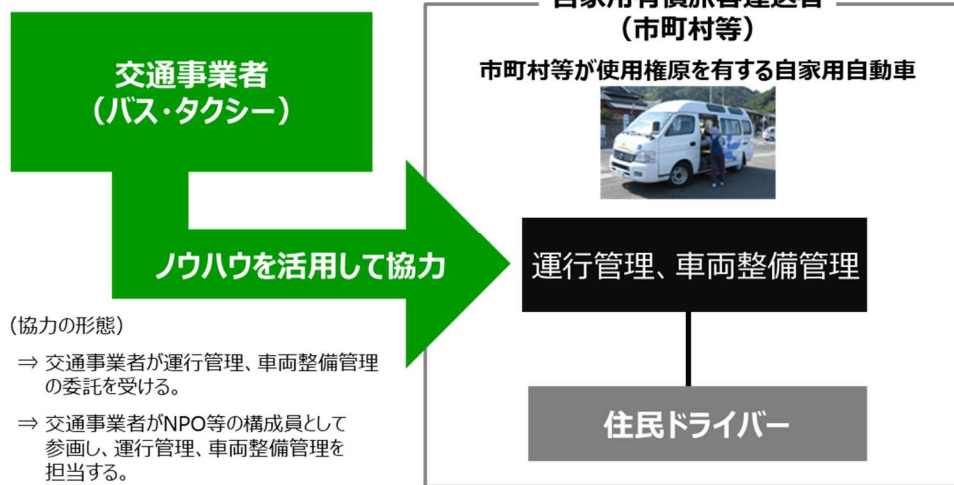 交通事業者
（バス・タクシー）
ノウハウを活用して協力
（協力の形態）
⇒ 交通事業者が運行管理、車両整備管理
の委託を受ける。
⇒ 交通事業者がNPO等の構成員として
参画し、運行管理、車両整備管理を
担当する。
（市町村等）
市町村等が使用権原を有する自家用自動車
運行管理、車両整備管理
住民ドライバー